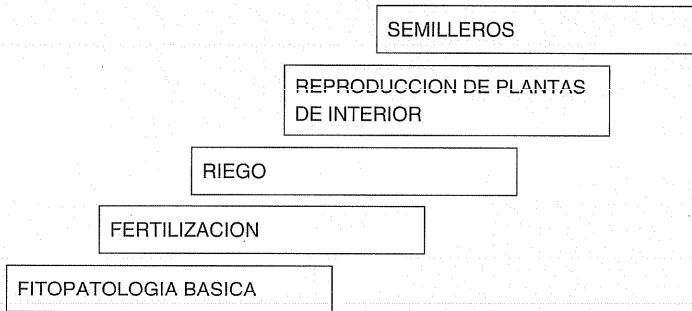 SEMILLEROS
REPRODUCCION DE PLANTAS
DE INTERIOR
RIEGO
FERTILIZACION
FITOPATOLOGIA BASICA